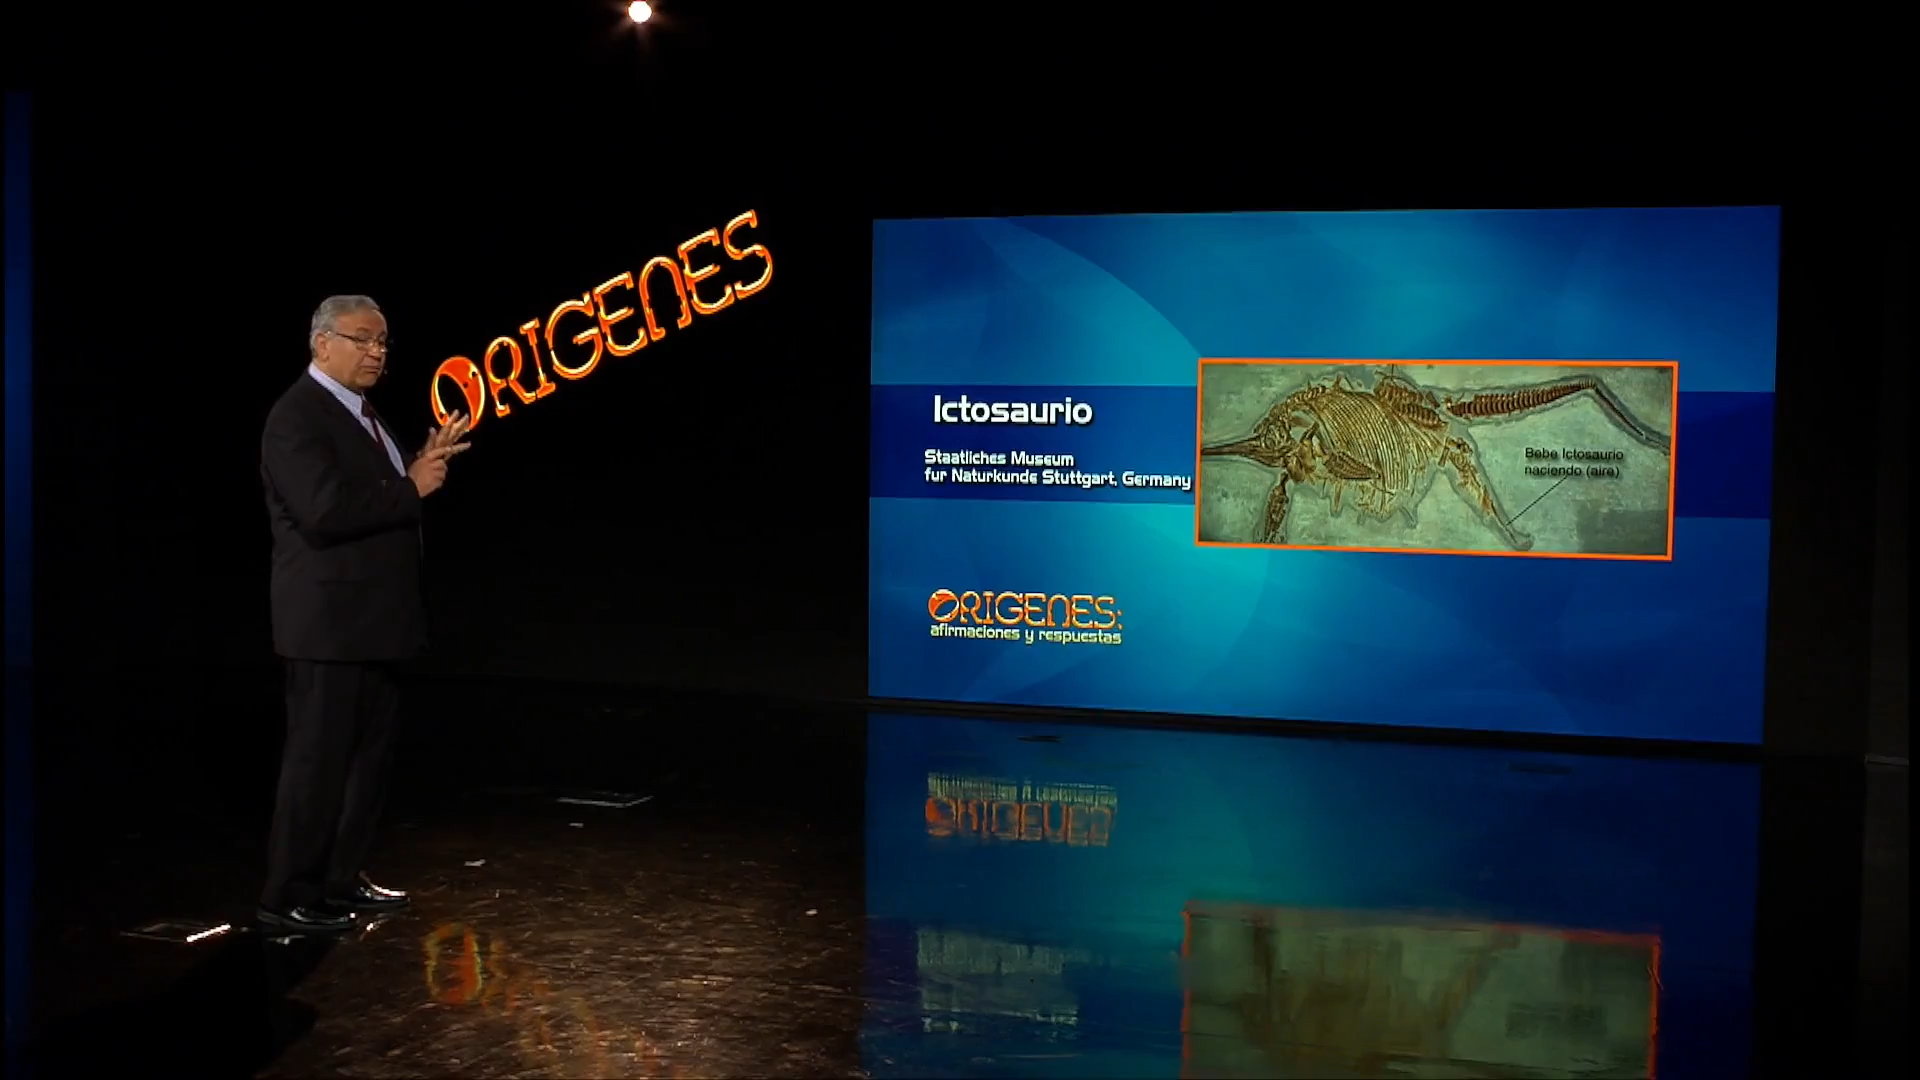 ORIGENES
Ictosaurio
Staatliches Museum
fur Naturkunde Stuttgart, Germany
Bebe Ictosaurio
naciendo (aire)
ORIGENES:
afirmaciones y respuestas